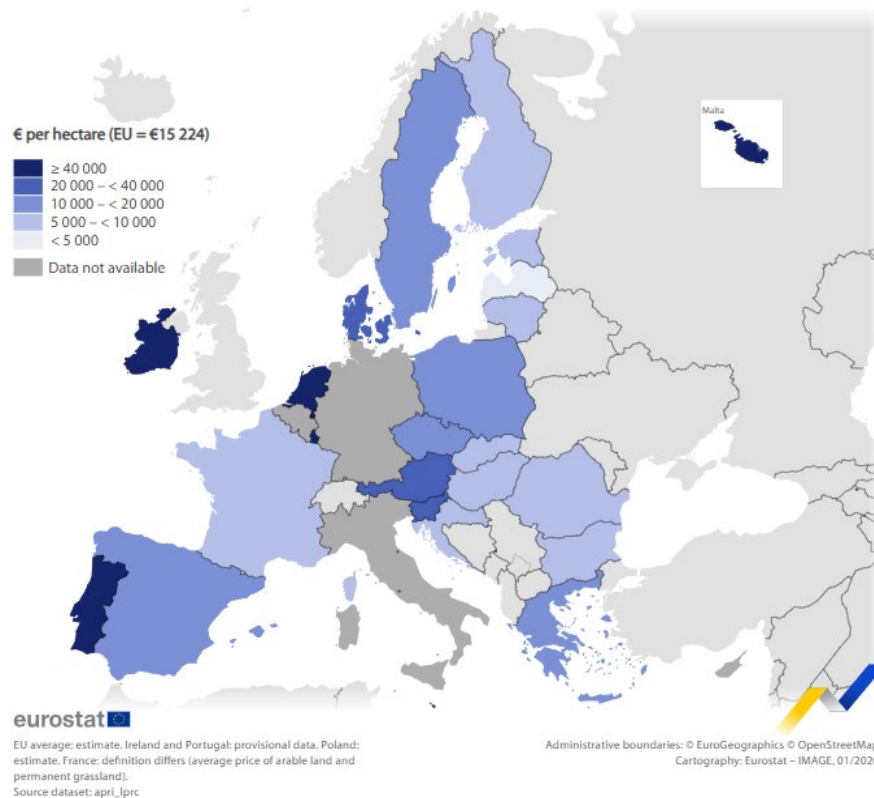 € per hectare (EU = €15 224)
≥ 40 000
20 000 – < 40 000
10 000 – < 20 000
5 000 – < 10 000
< 5 000
Data not available
Malta
eurostat
EU average: estimate. Ireland and Portugal: provisional data. Poland:
estimate. France: definition differs (average price of arable land and
permanent grassland).
Source dataset: apri_lprc
Administrative boundaries: © EuroGeographics © OpenStreetMap
Cartography: Eurostat – IMAGE, 01/2026